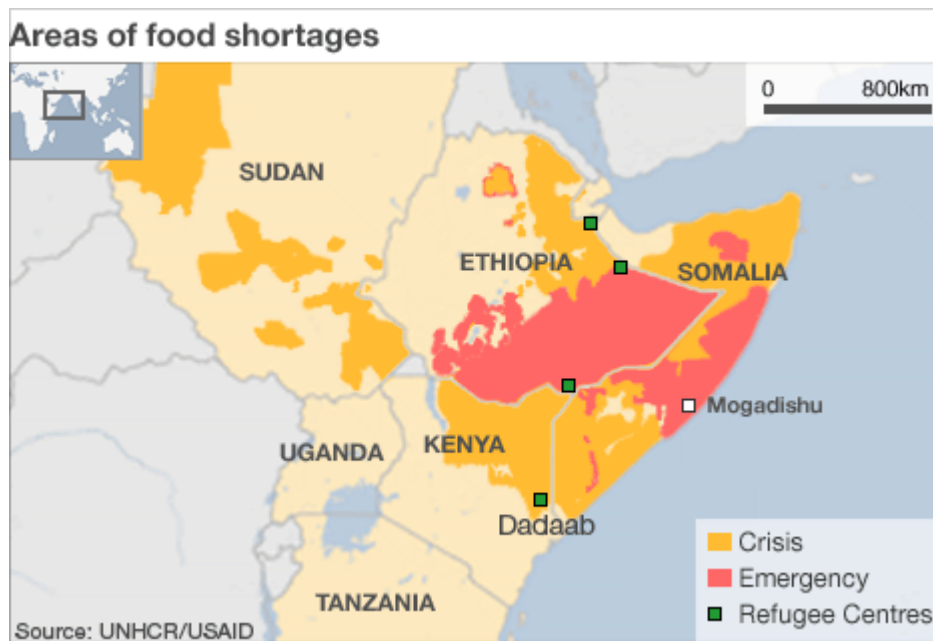 Areas of food shortages
0 800km
SUDAN
ETHIOPIA
SOMALIA
Mogadishu
UGANDA
KENYA
Dadaab
TANZANIA
Crisis
Emergency
Refugee Centres
Source: UNHCR/USAID